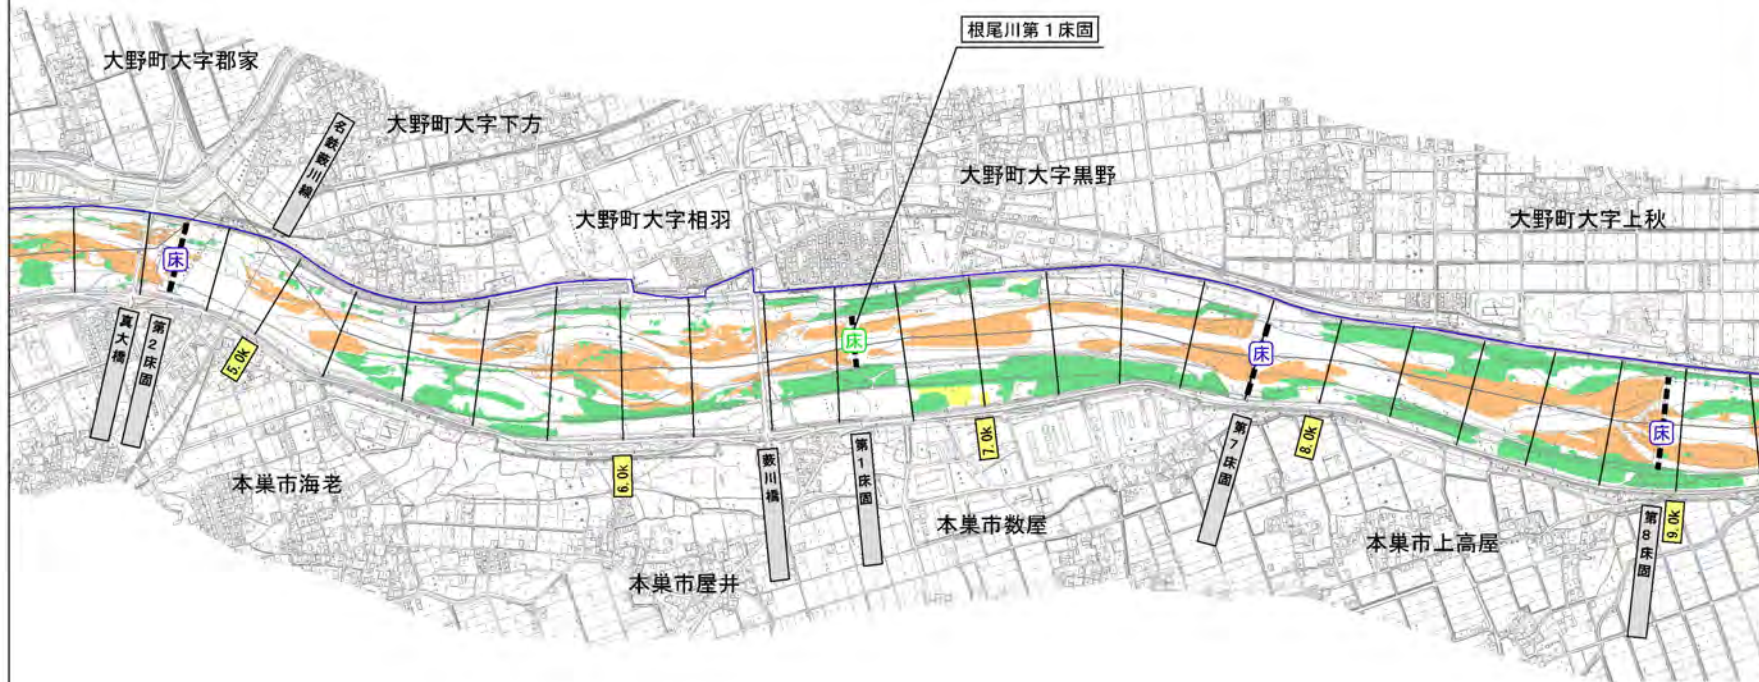 根尾川第1床固
大野町大字郡家
大野町大字下方
名鉄藪川線
大野町大字黒野
大野町大字相羽
大野町大字上秋
床
床
床
床
真大橋
第2床固
5.0k
6.0k
藪川橋
第1床固
7.0k
第7床固
8.0k
第8床固
9.0k
本巣市海老
本巣市数屋
本巣市上高屋
本巣市屋井